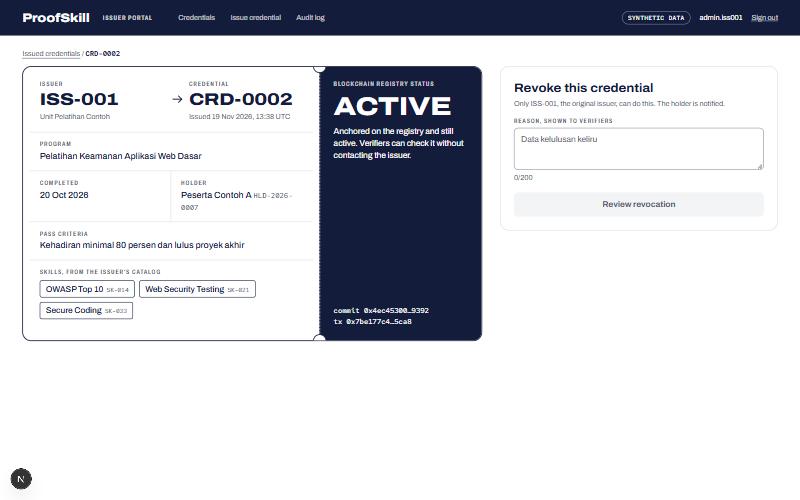 ProofSkill ISSUER PORTAL Credentials Issue credential Audit log SYNTHETIC DATA admin.iss001 Sign out
Issued credentials / CRD-0002
ISSUER
ISS-001
Unit Pelatihan Contoh
→
CREDENTIAL
CRD-0002
Issued 19 Nov 2026, 13:38 UTC
PROGRAM
Pelatihan Keamanan Aplikasi Web Dasar
COMPLETED
20 Oct 2026
HOLDER
Peserta Contoh A HLD-2026-
0007
PASS CRITERIA
Kehadiran minimal 80 persen dan lulus proyek akhir
SKILLS, FROM THE ISSUER'S CATALOG
OWASP Top 10 SK-014 Web Security Testing SK-021
Secure Coding SK-033
BLOCKCHAIN REGISTRY STATUS
ACTIVE
Anchored on the registry and still
active. Verifiers can check it without
contacting the issuer.
commit 0x4ec45300…9392
tx 0x7be177c4…5ca8
Revoke this credential
Only ISS-001, the original issuer, can do this. The holder is notified.
REASON, SHOWN TO VERIFIERS
Data kelulusan keliru
0/200
Review revocation
N